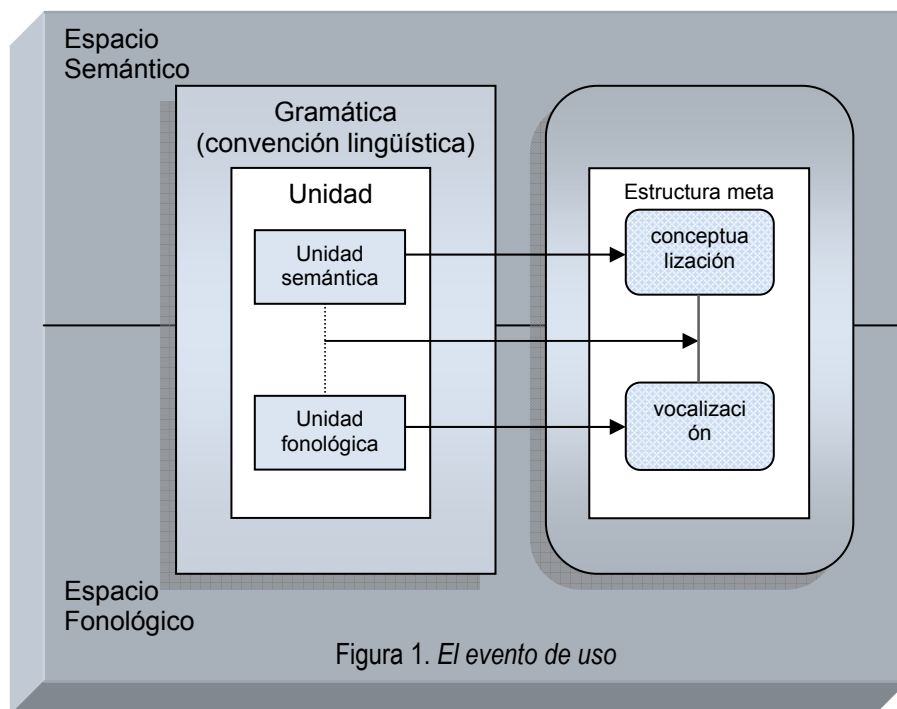 Espacio
Semántico
Gramática
(convención lingüística)
Unidad
Unidad
semántica
Unidad
fonológica
Estructura meta
conceptua
lización
vocalizaci
ón
Espacio
Fonológico
Figura 1. El evento de uso